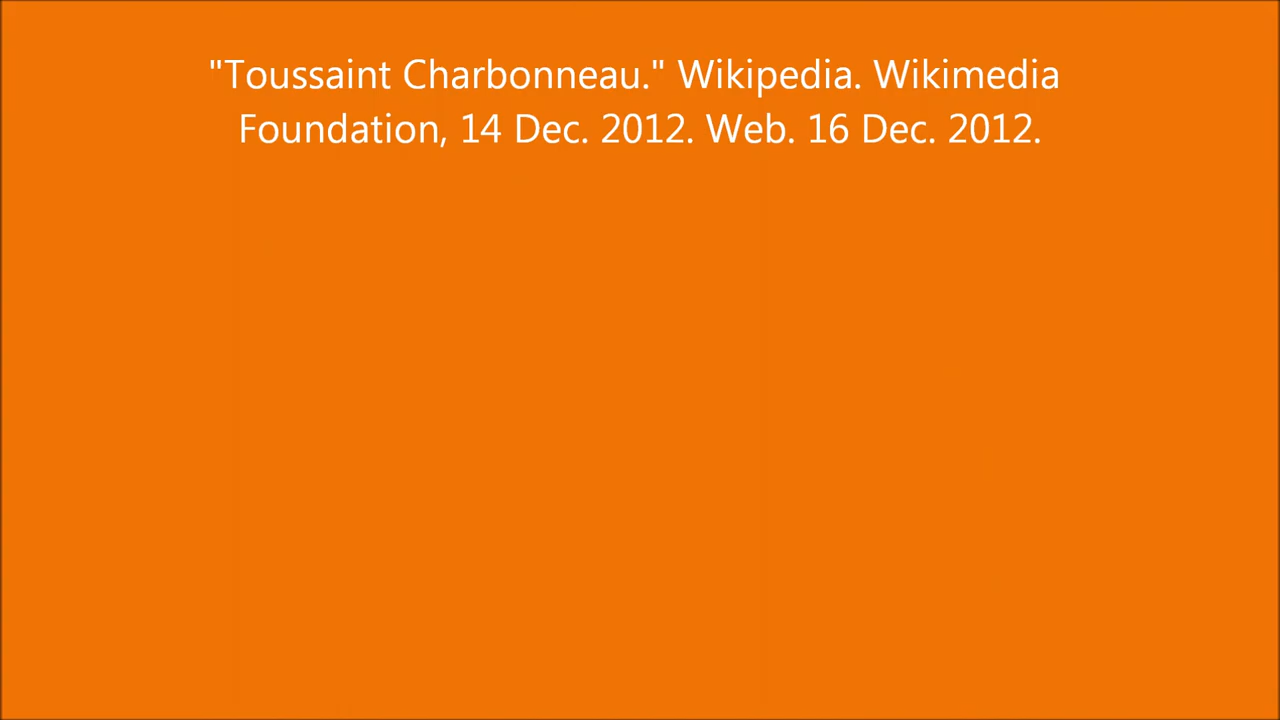 "Toussaint Charbonneau." Wikipedia. Wikimedia
Foundation, 14 Dec. 2012. Web. 16 Dec. 2012.